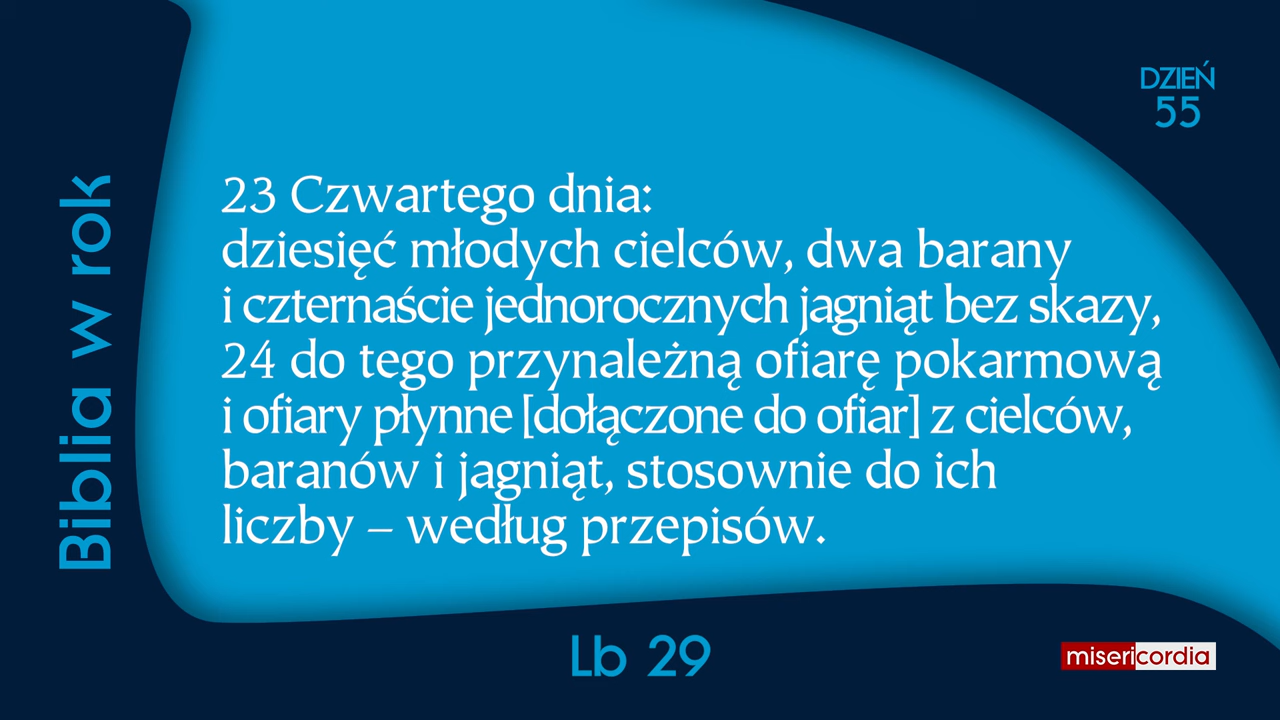 DZIEŃ
55
Biblia w rok
23 Czwartego dnia:
dziesięć młodych cielców, dwa barany
i czternaście jednorocznych jagniąt bez skazy,
24 do tego przynależną ofiarę pokarmową
i ofiary płynne [dołączone do ofiar] z cielców,
baranów i jagniąt, stosownie do ich
liczby – według przepisów.
Lb 29
misericordia